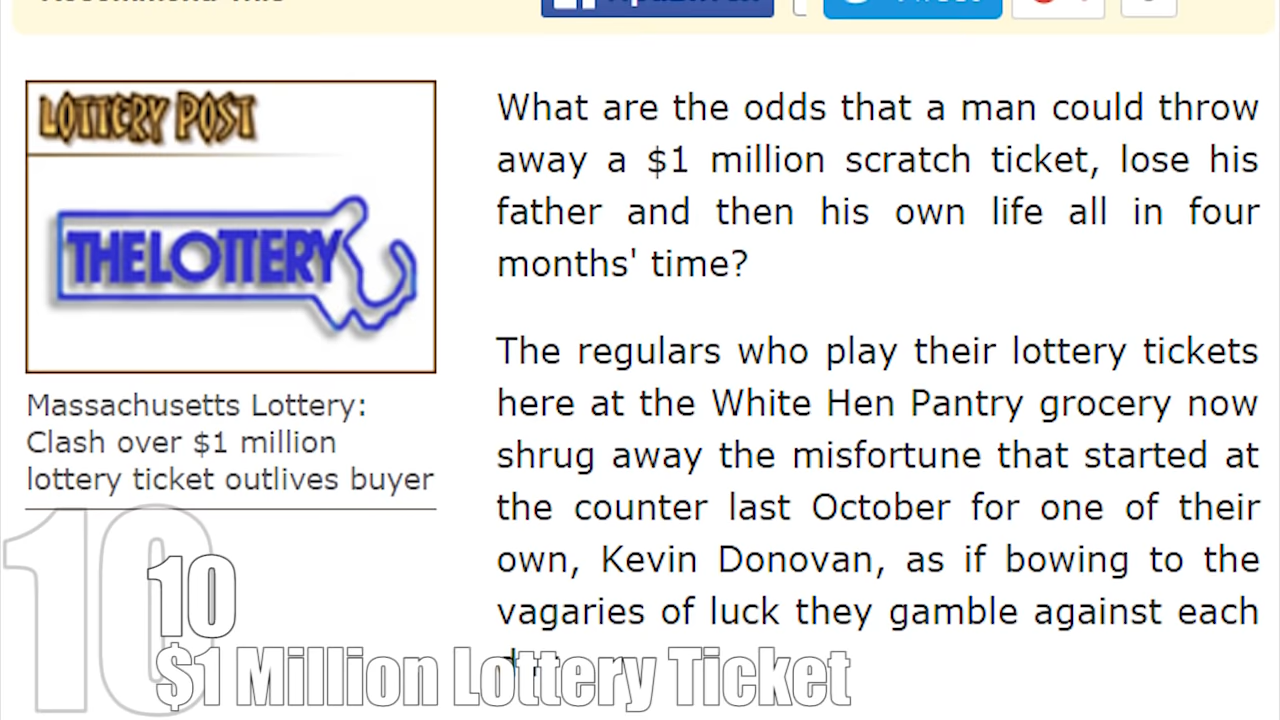 Recommend This
Tweet
LOTTERY POST
THE LOTTERY
Massachusetts Lottery:
Clash over $1 million
lottery ticket outlives buyer
What are the odds that a man could throw
away a $1 million scratch ticket, lose his
father and then his own life all in four
months' time?
The regulars who play their lottery tickets
here at the White Hen Pantry grocery now
shrug away the misfortune that started at
the counter last October for one of their
own, Kevin Donovan, as if bowing to the
vagaries of luck they gamble against each
10
10
$1 Million Lottery Ticket